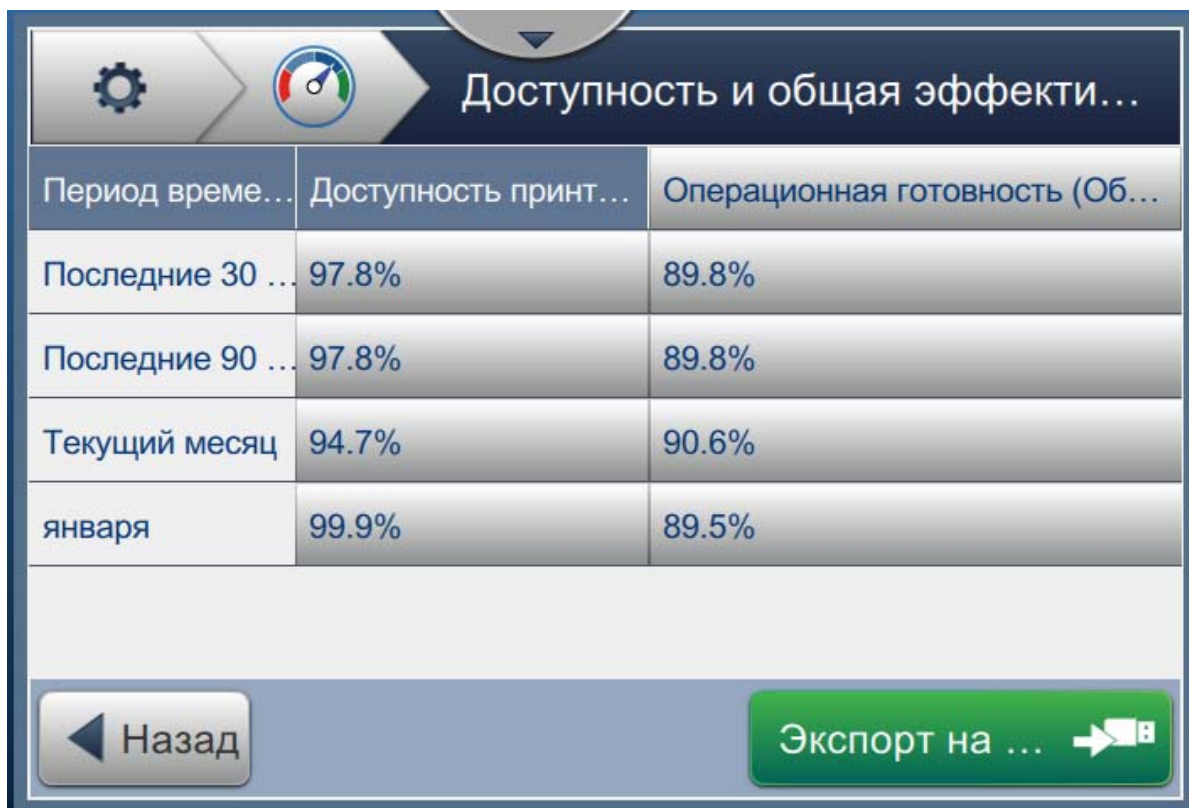 Доступность и общая эффекти...
Период време... Доступность принт... Операционная готовность (Об...
Последние 30 ... 97.8% 89.8%
Последние 90 ... 97.8% 89.8%
Текущий месяц 94.7% 90.6%
января 99.9% 89.5%
Назад Экспорт на ...